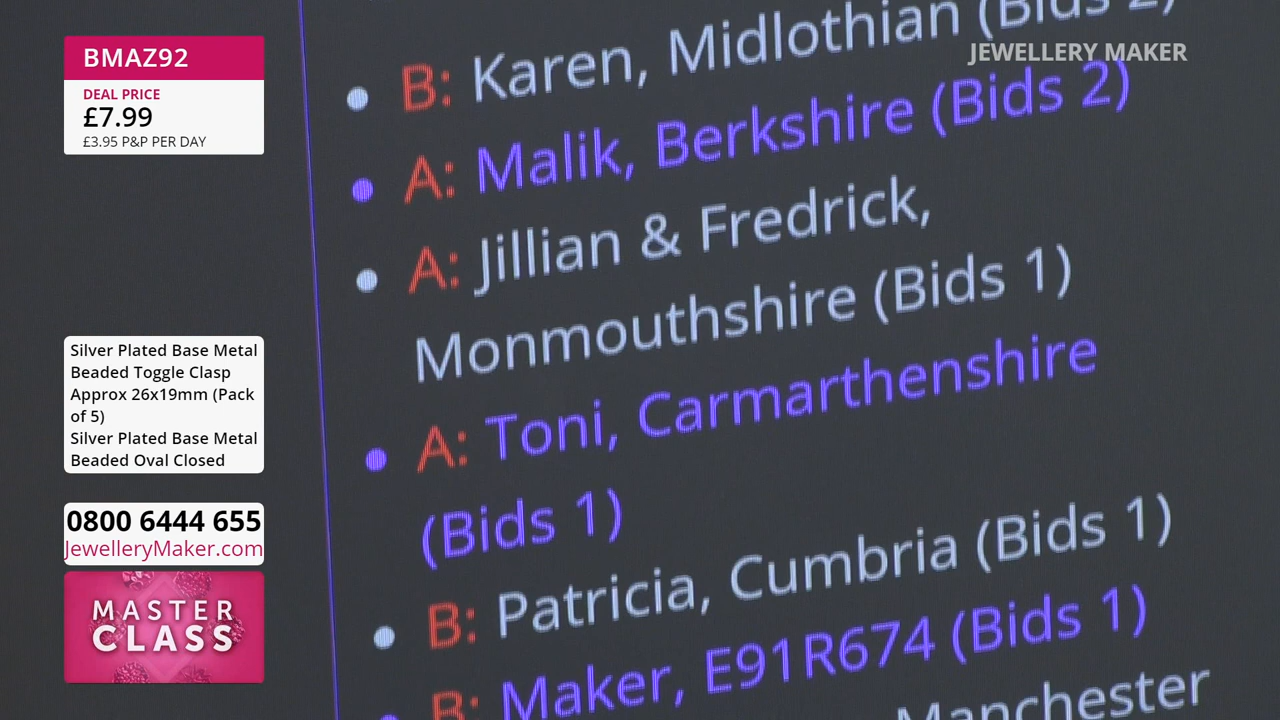 BMAZ92
DEAL PRICE
£7.99
£3.95 P&P PER DAY
Silver Plated Base Metal
Beaded Toggle Clasp
Approx 26x19mm (Pack
of 5)
Silver Plated Base Metal
Beaded Oval Closed
0800 6444 655
JewelleryMaker.com
MASTER
CLASS
JEWELLERY MAKER
B: Karen, Midlothian (Bids 2)
A: Malik, Berkshire (Bids 2)
A: Jillian & Fredrick,
Monmouthshire (Bids 1)
A: Toni, Carmarthenshire
(Bids 1)
B: Patricia, Cumbria (Bids 1)
B: Maker, E91R674 (Bids 1)
Manchester